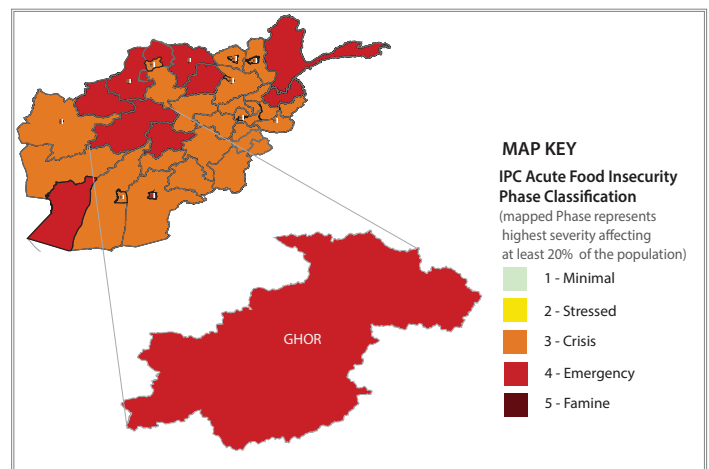 MAP KEY
IPC Acute Food Insecurity
Phase Classification
(mapped Phase represents
highest severity affecting
at least 20% of the population)
1 - Minimal
2 - Stressed
3 - Crisis
4 - Emergency
5 - Famine
GHOR